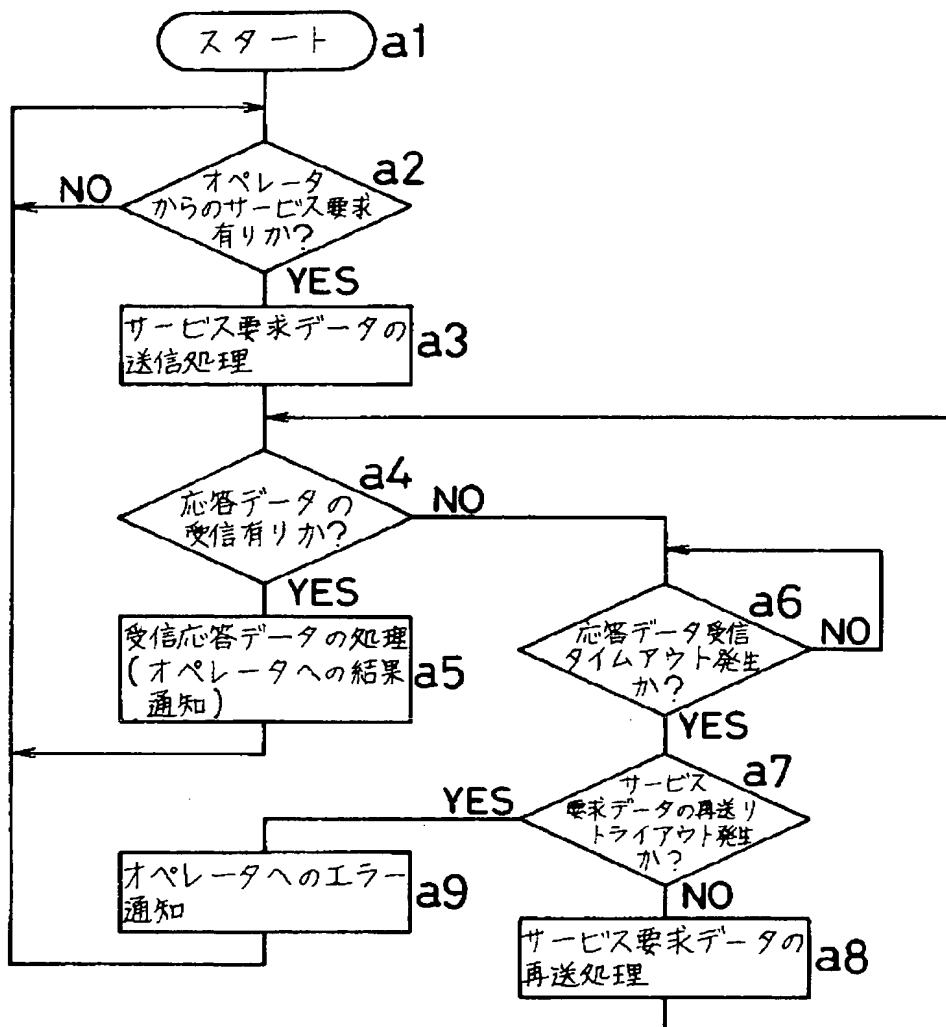 スタート
a1
a2
オペレータ
からのサービス要求
有りか?
NO
YES
サービス要求データの
送信処理
a3
a4
応答データの
受信有りか?
NO
YES
受信応答データの処理
(オペレータへの結果
通知)
a5
a6
応答データ受信
タイムアウト発生
か?
NO
YES
a7
サービス
要求データの再送リ
トライアウト発生
か?
YES
NO
オペレータへのエラー
通知
a9
サービス要求データの
再送処理
a8